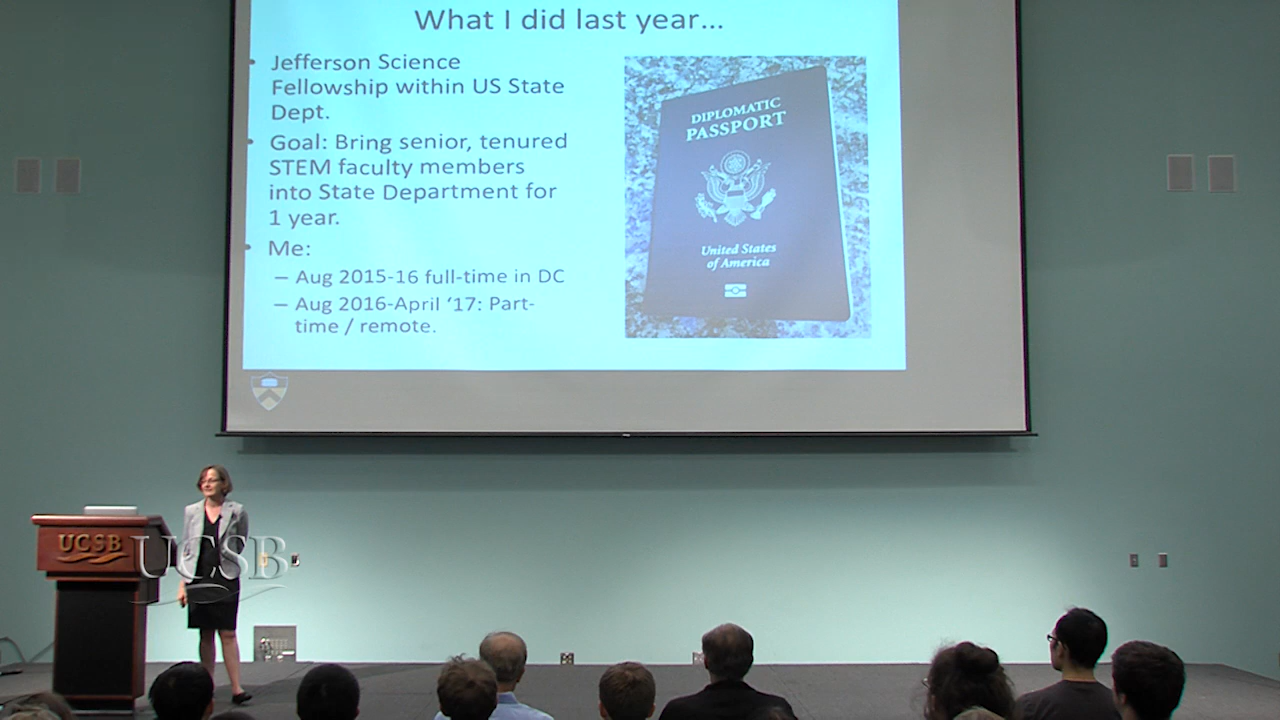 What I did last year...
• Jefferson Science
Fellowship within US State
Dept.
• Goal: Bring senior, tenured
STEM faculty members
into State Department for
1 year.
• Me:
– Aug 2015-16 full-time in DC
– Aug 2016-April ‘17: Part-
time / remote.
DIPLOMATIC
PASSPORT
United States
of America
UCSB
UCSB